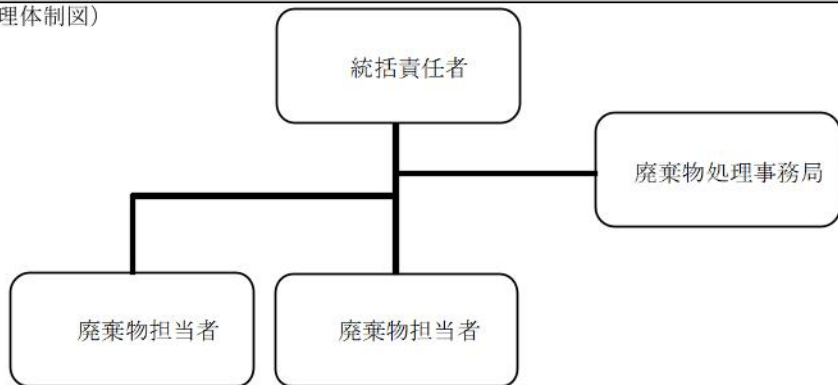 理体制図）
統括責任者
廃棄物処理事務局
廃棄物担当者
廃棄物担当者